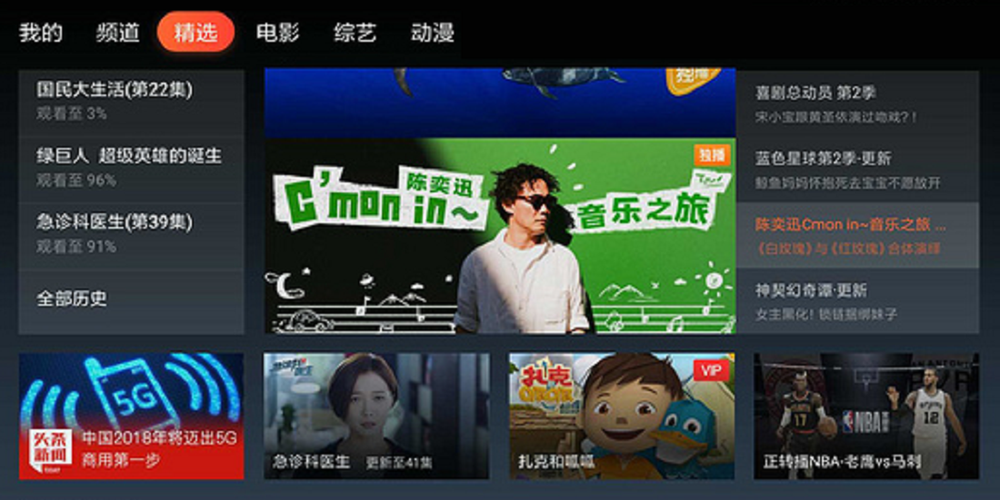 我的 频道 精选 电影 综艺 动漫
国民大生活(第22集)
观看至 3%
绿巨人 超级英雄的诞生
观看至 96%
急诊科医生(第39集)
观看至 91%
全部历史
独播
独播
陈奕迅
C'mon in~
音乐之旅
喜剧总动员 第2季
宋小宝跟黄圣依演过吻戏?!
蓝色星球第2季·更新
鲸鱼妈妈怀抱死去宝宝不愿放开
陈奕迅Cmon in~音乐之旅 ...
《白玫瑰》与《红玫瑰》合体演绎
神契幻奇谭·更新
女主黑化! 锁链捆绑妹子
5G
头条
新闻
中国2018年将迈出5G
商用第一步
急诊科医生 更新至41集
扎克
VIP
扎克和呱呱
17
NBA
12
正转播NBA·老鹰vs马刺